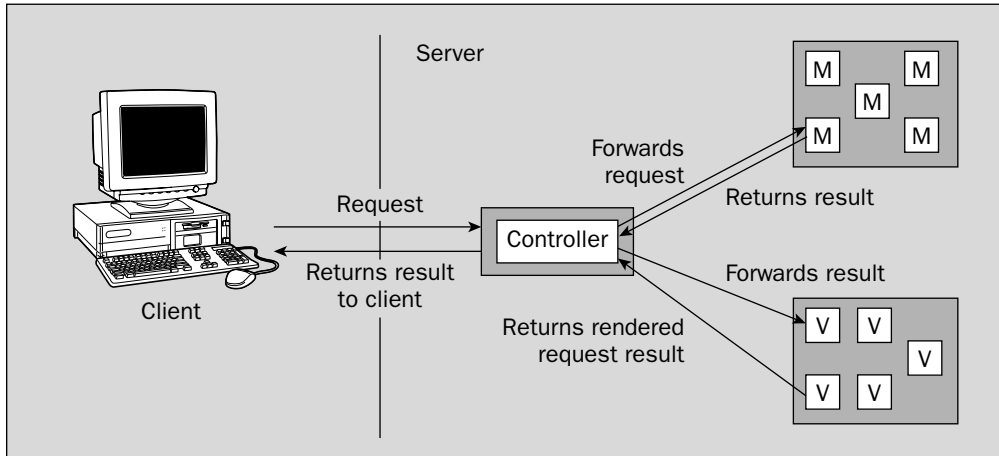 Server
M
M
M
M
M
Forwards
request
Returns result
Request
Controller
Returns result
to client
Client
Forwards result
Returns rendered
request result
V
V
V
V
V